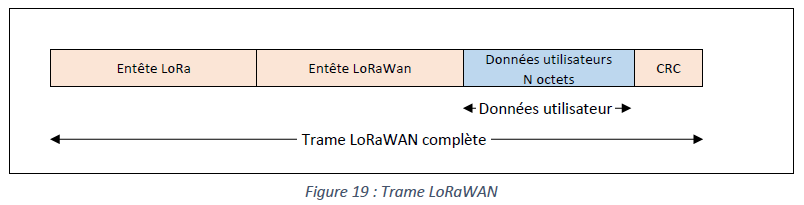 Entête LoRa
Entête LoRaWan
Données utilisateurs
N octets
CRC
Données utilisateur
Trame LoRaWAN complète
Figure 19 : Trame LoRaWAN